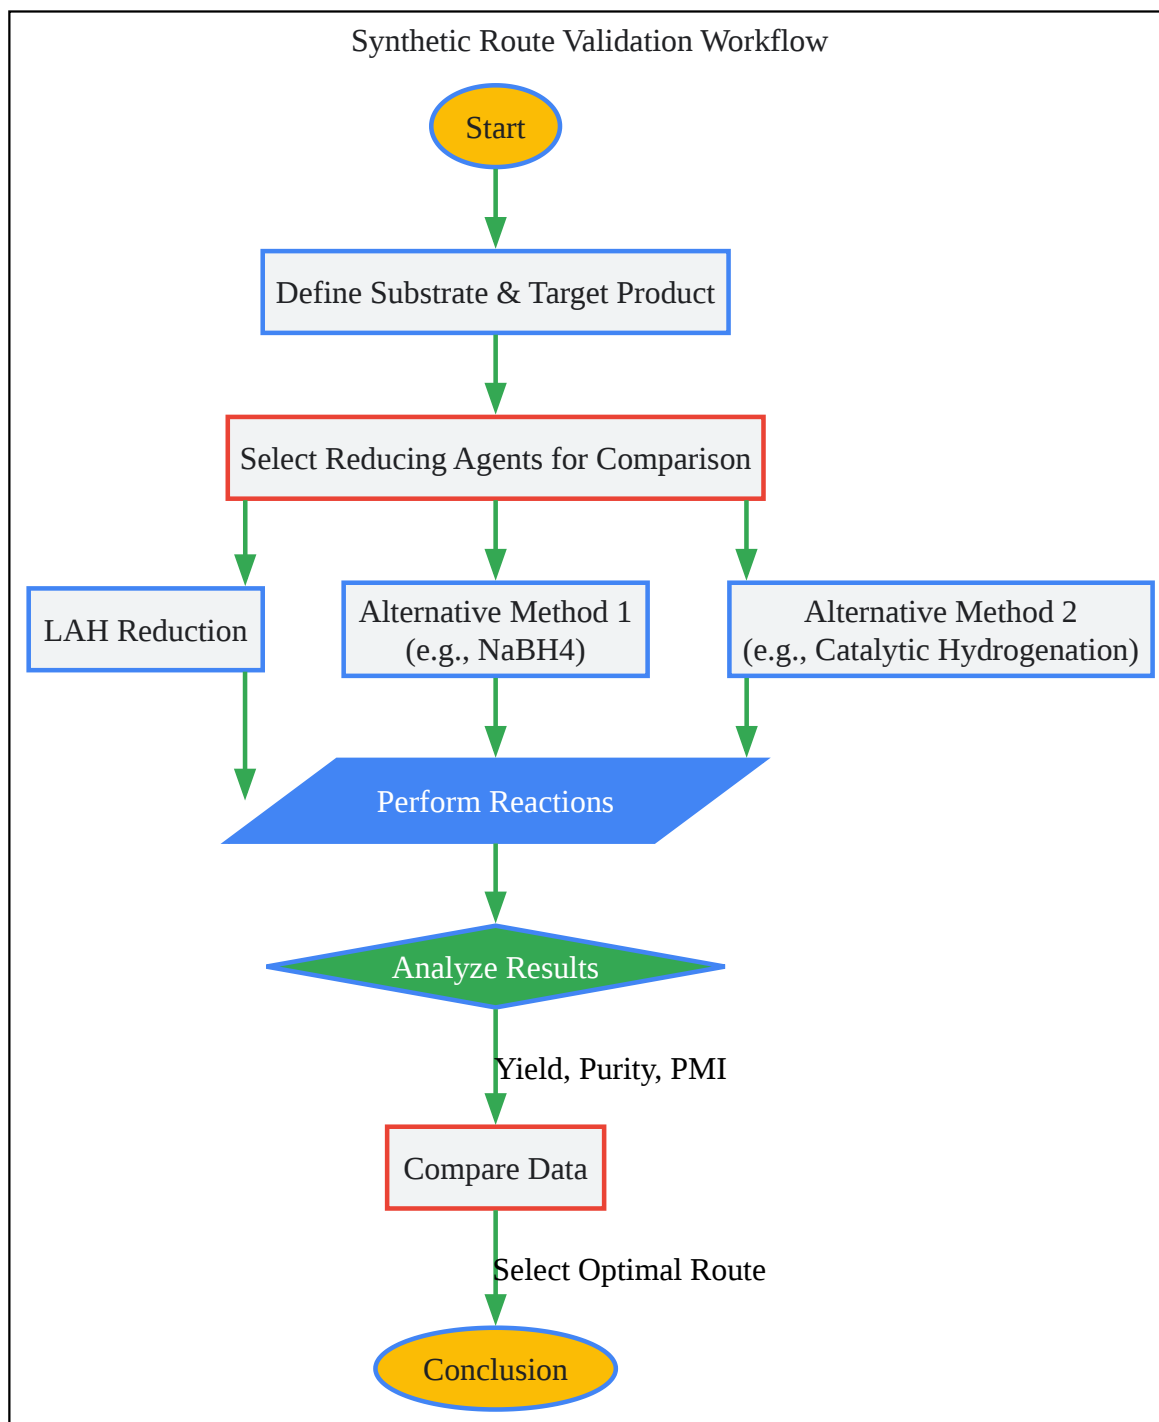 Synthetic Route Validation Workflow
Start
Define Substrate & Target Product
Select Reducing Agents for Comparison
LAH Reduction
Alternative Method 1
(e.g., NaBH4)
Alternative Method 2
(e.g., Catalytic Hydrogenation)
Perform Reactions
Analyze Results
Yield, Purity, PMI
Compare Data
Select Optimal Route
Conclusion